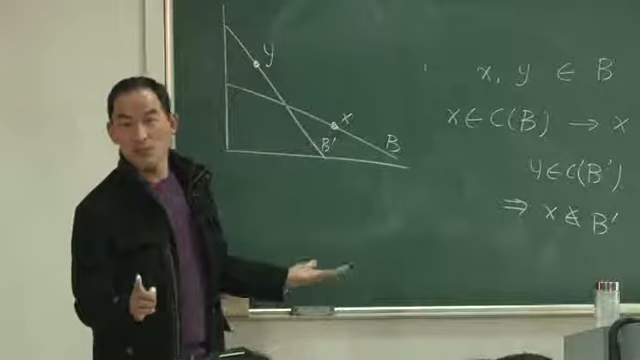 y
x
B'
B
x, y ∈ B
x ∈ C(B) → x
y ∈ C(B')
⇒ x ∉ B'